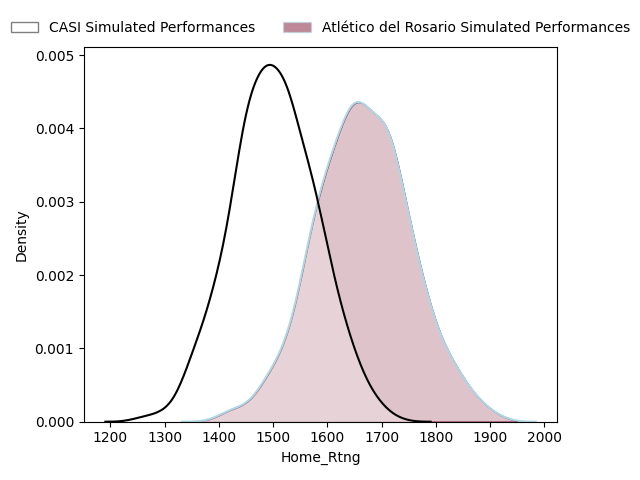 CASI Simulated Performances
Atlético del Rosario Simulated Performances
0.005
0.004
0.003
0.002
0.001
0.000
Density
1200 1300 1400 1500 1600 1700 1800 1900 2000
Home_Rtng